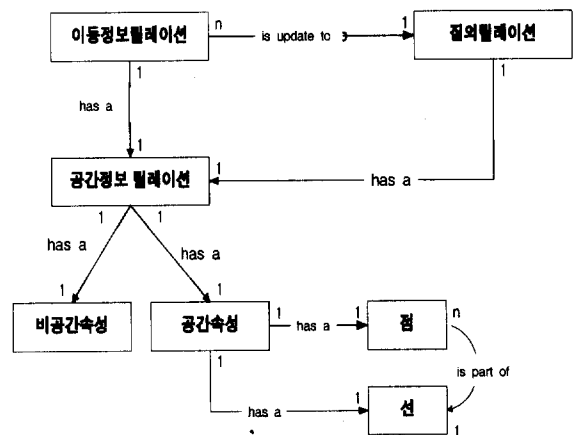 이동정보릴레이션 n is update to 1 질의릴레이션
1 1
has a
1
공간정보 릴레이션 1 has a
1 1
has a has a
1 1
비공간속성 공간속성 1 has a 1 점 n
1
is part of
has a 1 선
1